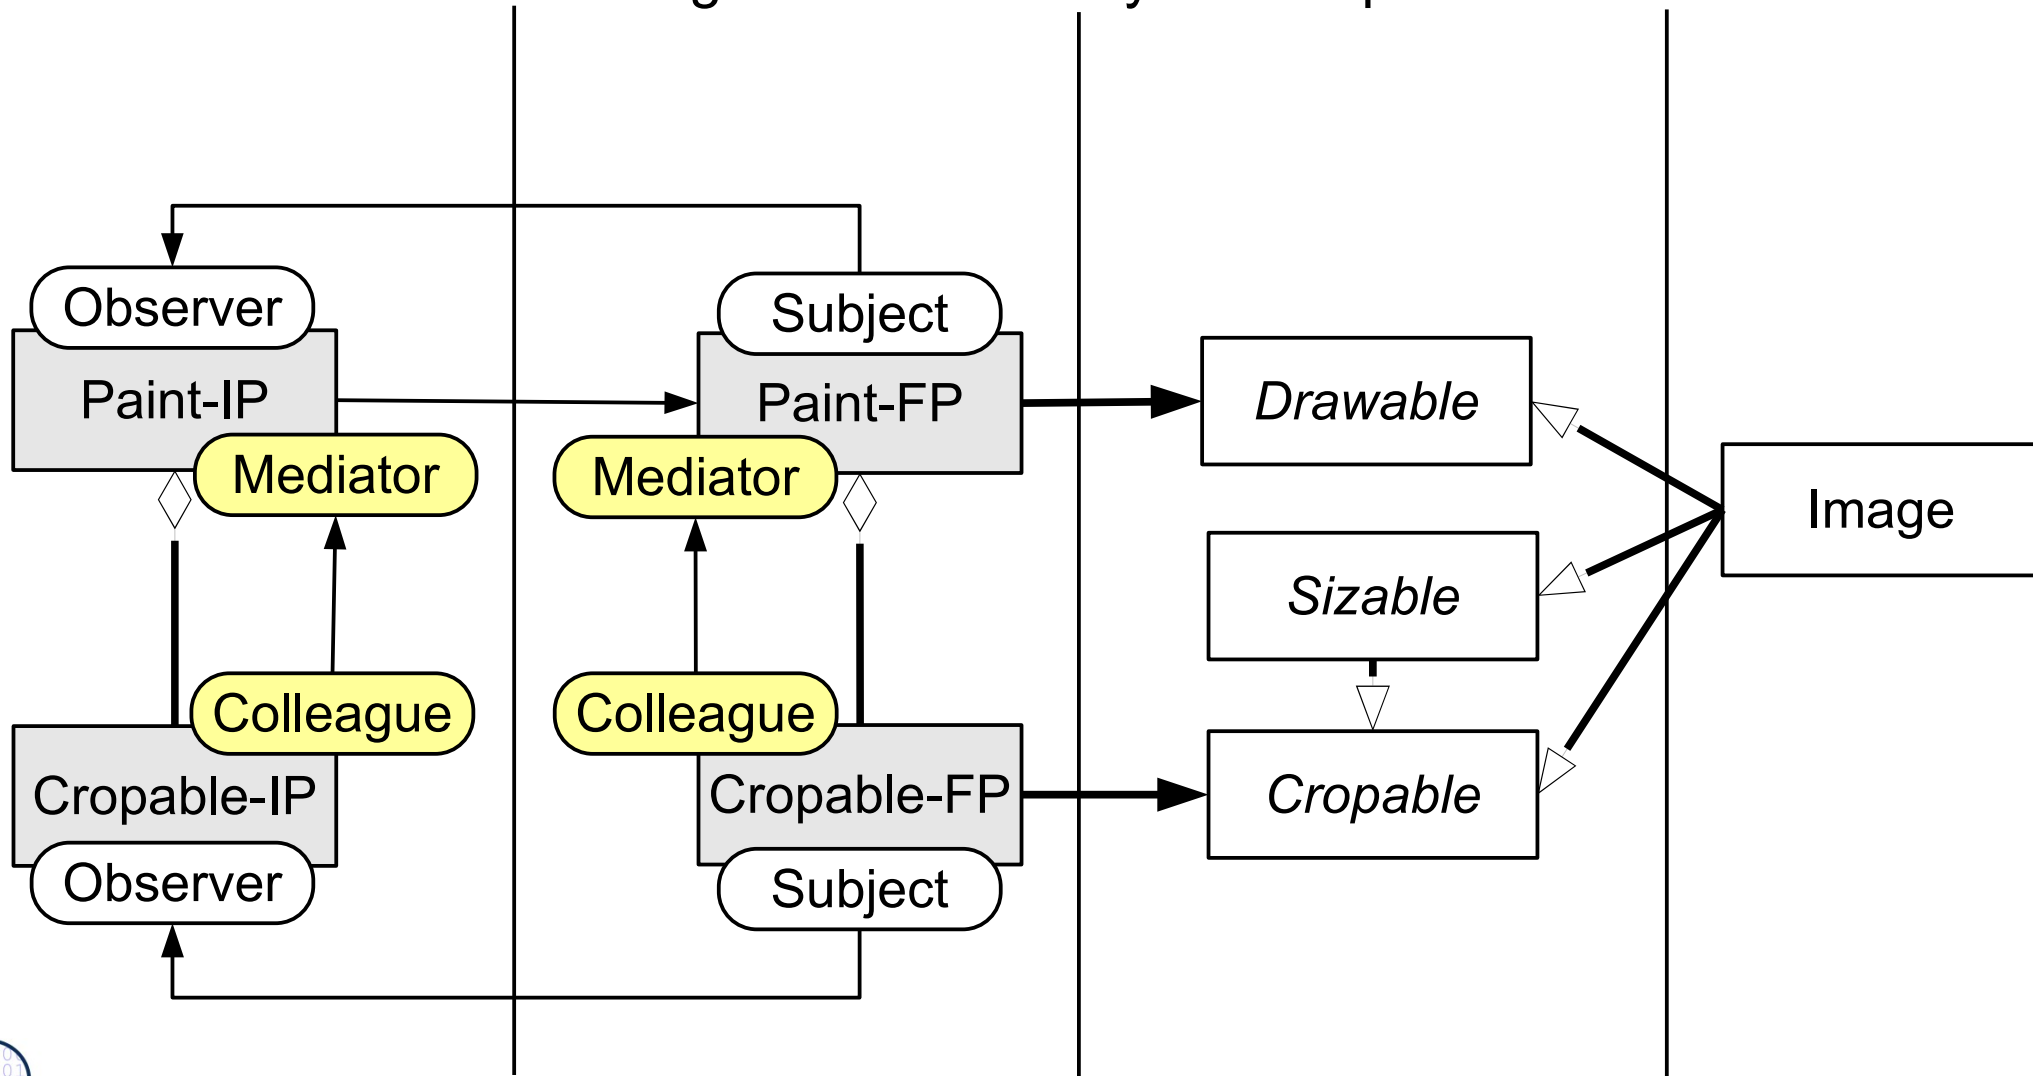 Observer
Subject
Paint-IP
Paint-FP
Drawable
Mediator
Mediator
Image
Sizable
Colleague
Colleague
Cropable-IP
Cropable-FP
Cropable
Observer
Subject